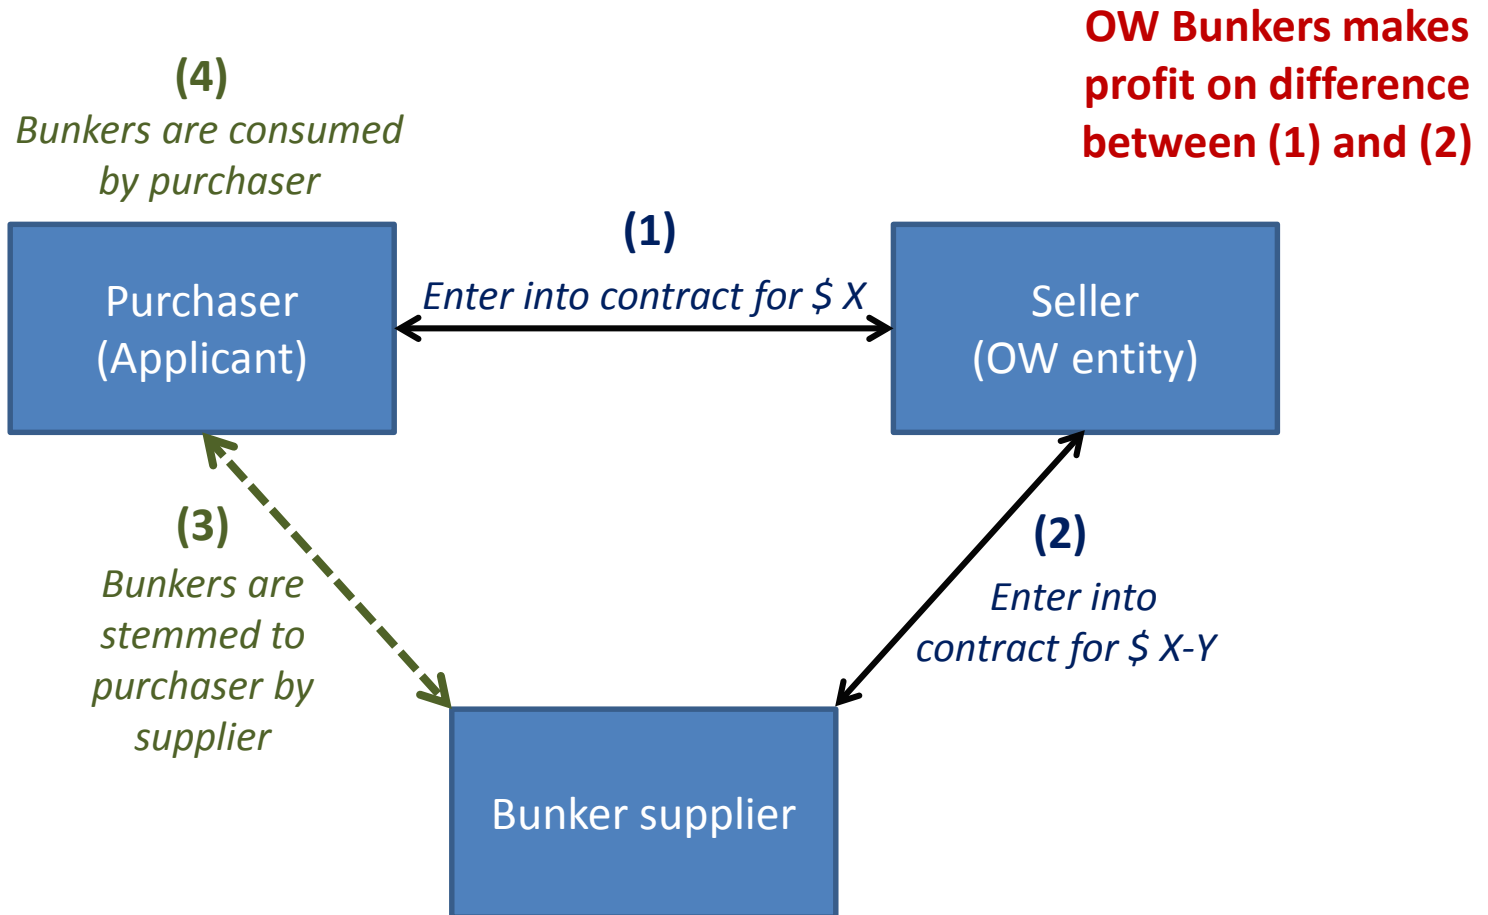 OW Bunkers makes
profit on difference
between (1) and (2)
(4)
Bunkers are consumed
by purchaser
(1)
Enter into contract for $ X
Purchaser
(Applicant)
Seller
(OW entity)
(3)
Bunkers are
stemmed to
purchaser by
supplier
(2)
Enter into
contract for $ X-Y
Bunker supplier